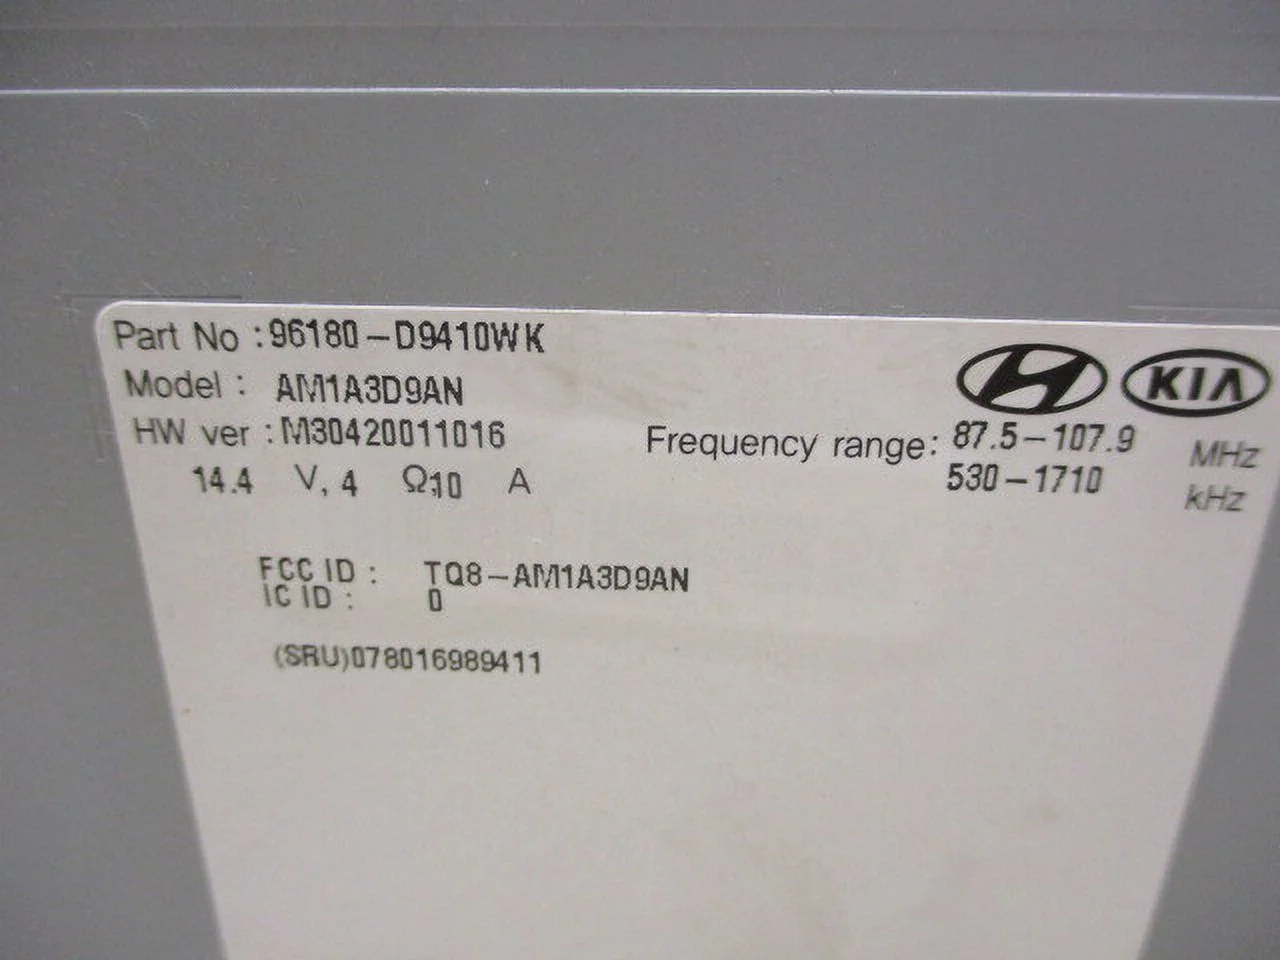 Part No : 96180-D9410WK
Model : AM1A3D9AN
KIA
HW ver : M30420011016
Frequency range: 87.5-107.9 MHz
530-1710 kHz
14.4 V, 4 Ω,10 A
FCC ID : TQ8-AM1A3D9AN
IC ID : 0
(SRU)078016989411